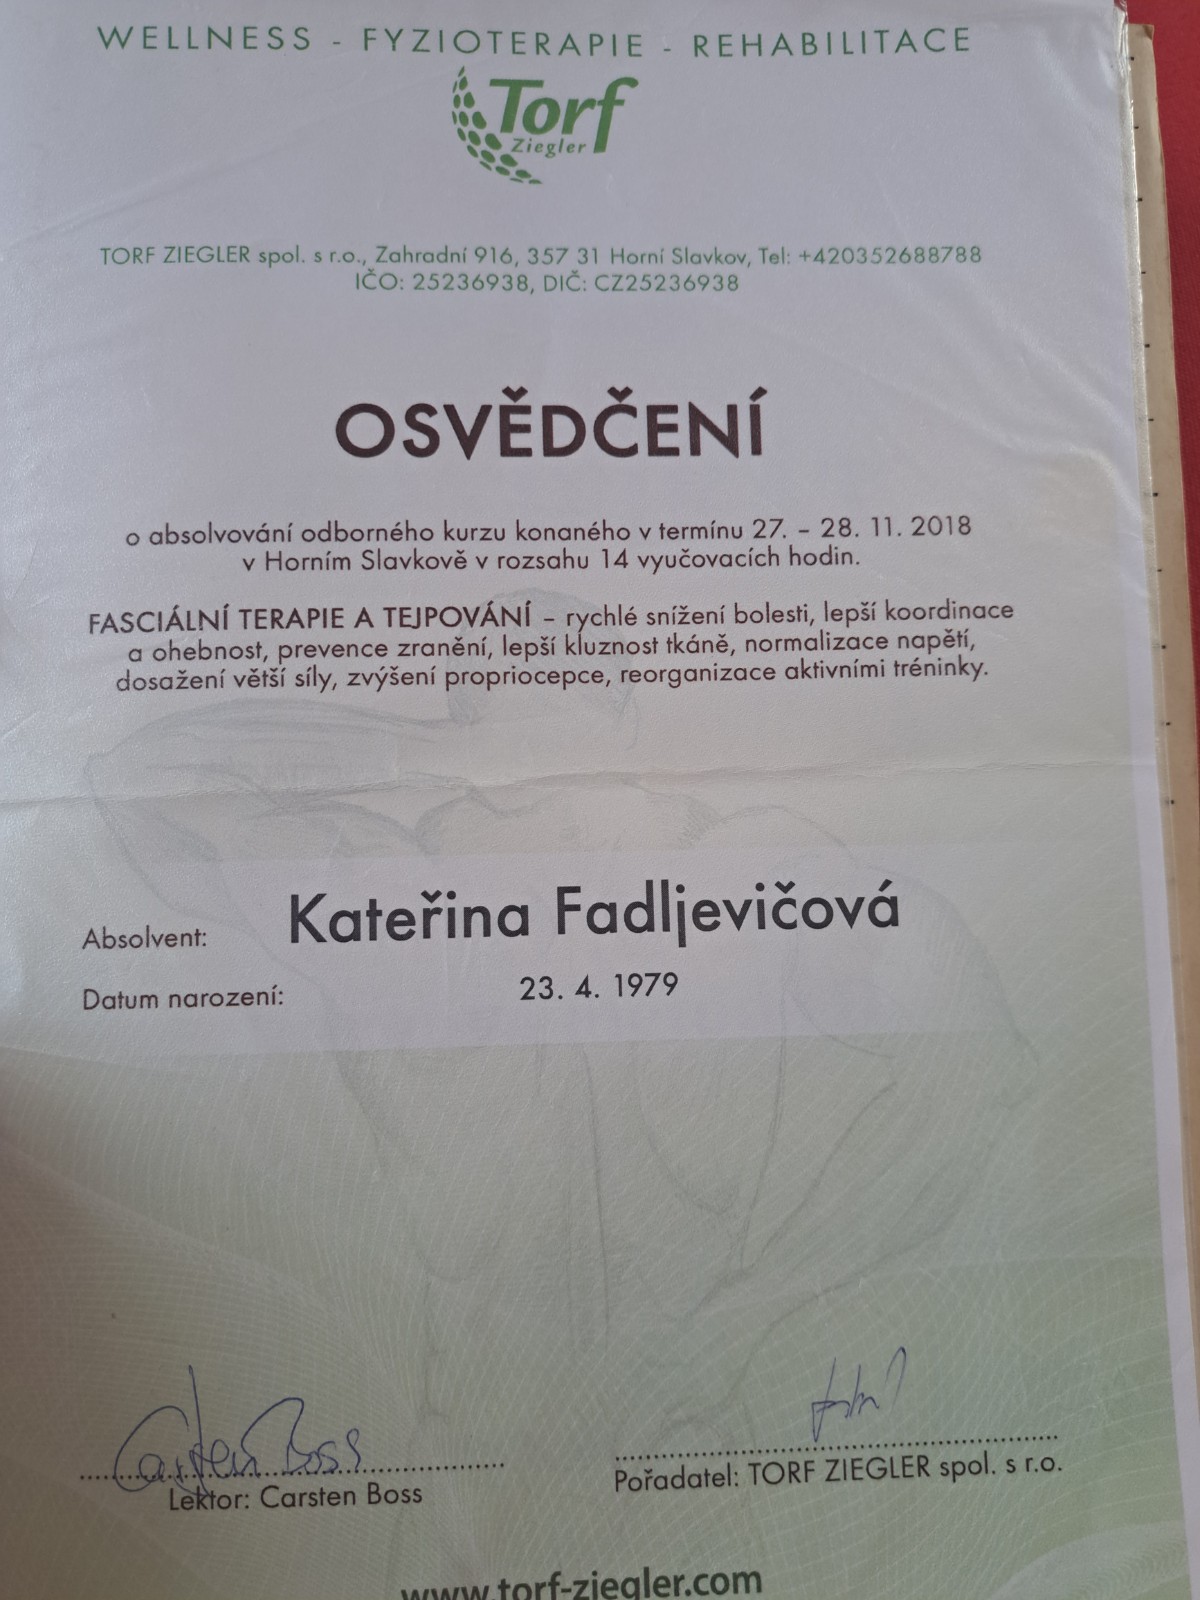 WELLNESS - FYZIOTERAPIE - REHABILITACE
Torf
Ziegler
TORF ZIEGLER spol. s r.o., Zahradní 916, 357 31 Horní Slavkov, Tel: +420352688788
IČO: 25236938, DIČ: CZ25236938
OSVĚDČENÍ
o absolvování odborného kurzu konaného v termínu 27. – 28. 11. 2018
v Horním Slavkově v rozsahu 14 vyučovacích hodin.
FASCIÁLNÍ TERAPIE A TEJPOVÁNÍ – rychlé snížení bolesti, lepší koordinace
a ohebnost, prevence zranění, lepší kluznost tkáně, normalizace napětí,
dosažení větší síly, zvýšení propriocepce, reorganizace aktivními tréninky.
Absolvent: Kateřina Fadljevičová
Datum narození: 23. 4. 1979
Carsten Boss
Lektor: Carsten Boss
Pořadatel: TORF ZIEGLER spol. s r.o.
www.torf-ziegler.com